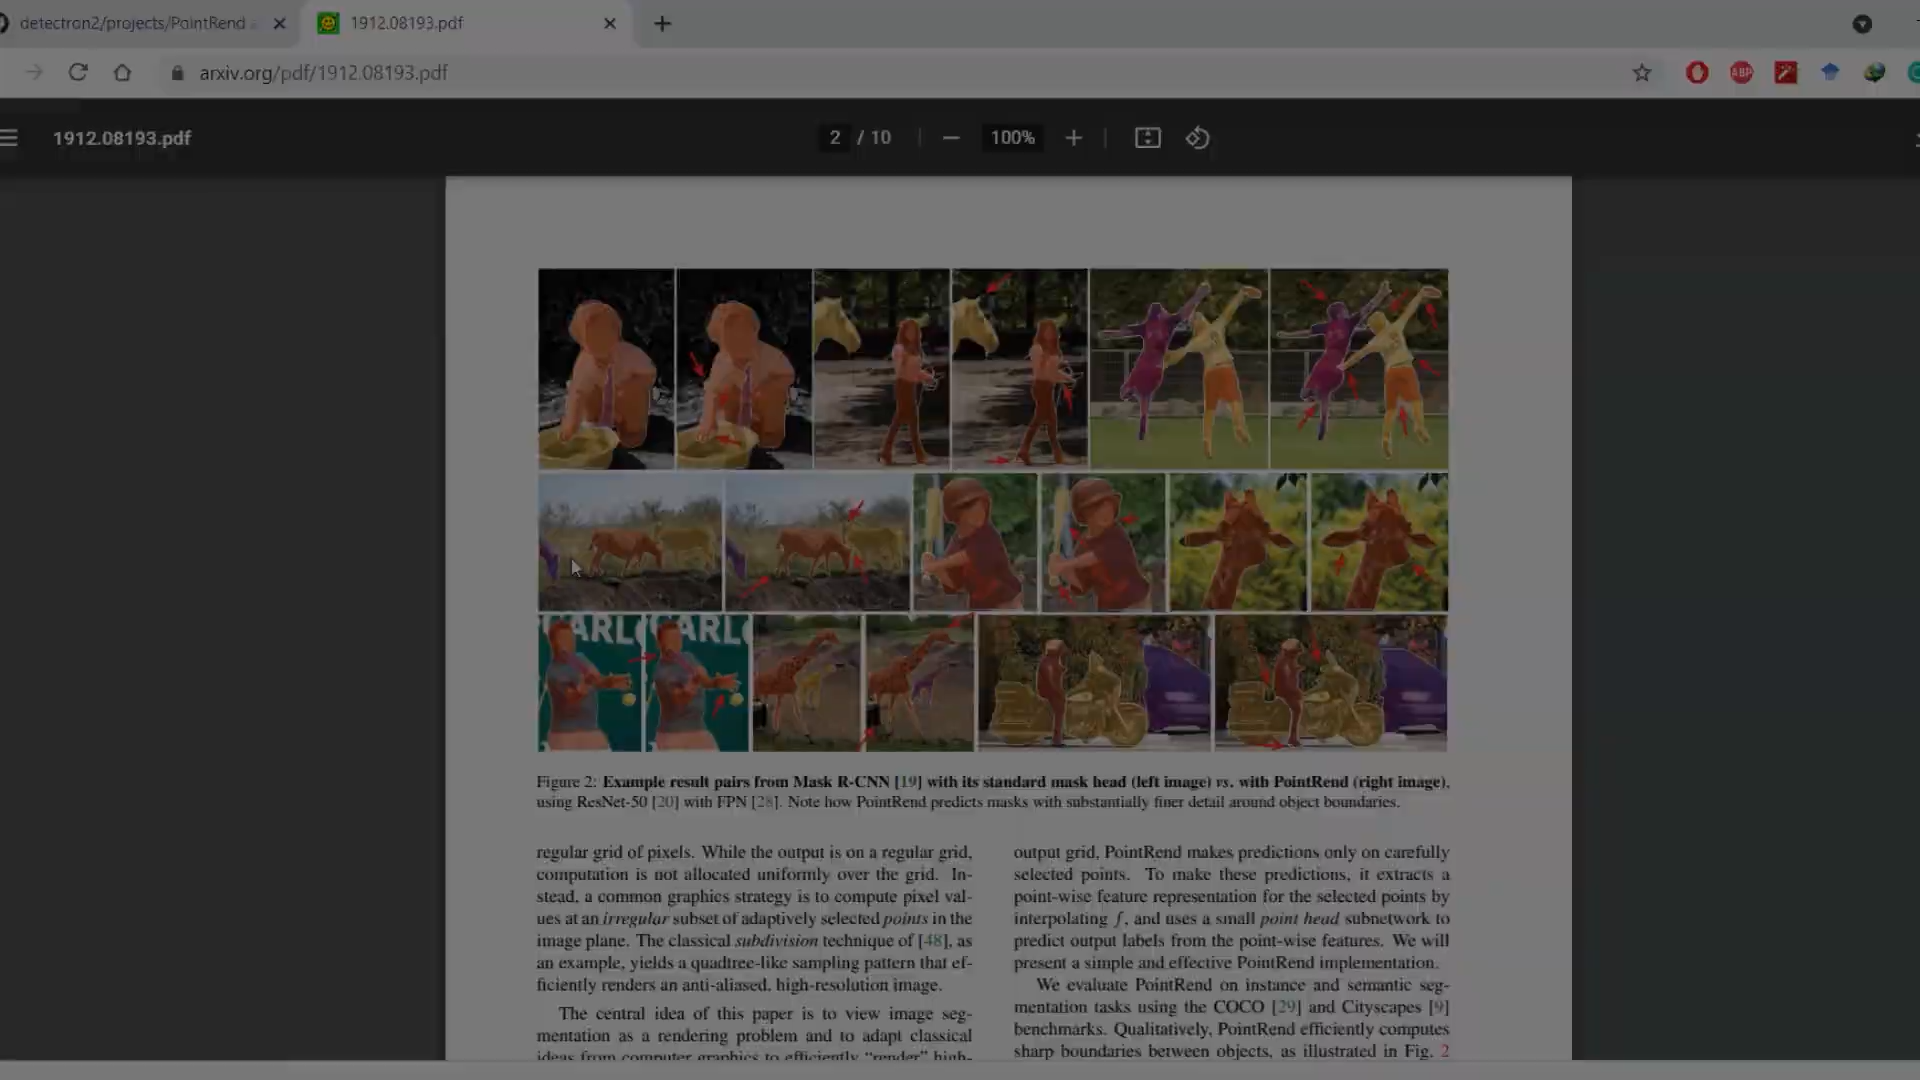 detectron2/projects/PointRend
1912.08193.pdf
arxiv.org/pdf/1912.08193.pdf
ABP
1912.08193.pdf
2 / 10
100%
ARL
CARL
Figure 2: Example result pairs from Mask R-CNN [19] with its standard mask head (left image) vs. with PointRend (right image),
using ResNet-50 [20] with FPN [28]. Note how PointRend predicts masks with substantially finer detail around object boundaries.
regular grid of pixels. While the output is on a regular grid,
computation is not allocated uniformly over the grid. In-
stead, a common graphics strategy is to compute pixel val-
ues at an irregular subset of adaptively selected points in the
image plane. The classical subdivision technique of [48], as
an example, yields a quadtree-like sampling pattern that ef-
ficiently renders an anti-aliased, high-resolution image.
The central idea of this paper is to view image seg-
mentation as a rendering problem and to adapt classical
ideas from computer graphics to efficiently "render" high-
output grid, PointRend makes predictions only on carefully
selected points. To make these predictions, it extracts a
point-wise feature representation for the selected points by
interpolating f, and uses a small point head subnetwork to
predict output labels from the point-wise features. We will
present a simple and effective PointRend implementation.
We evaluate PointRend on instance and semantic seg-
mentation tasks using the COCO [29] and Cityscapes [9]
benchmarks. Qualitatively, PointRend efficiently computes
sharp boundaries between objects, as illustrated in Fig. 2